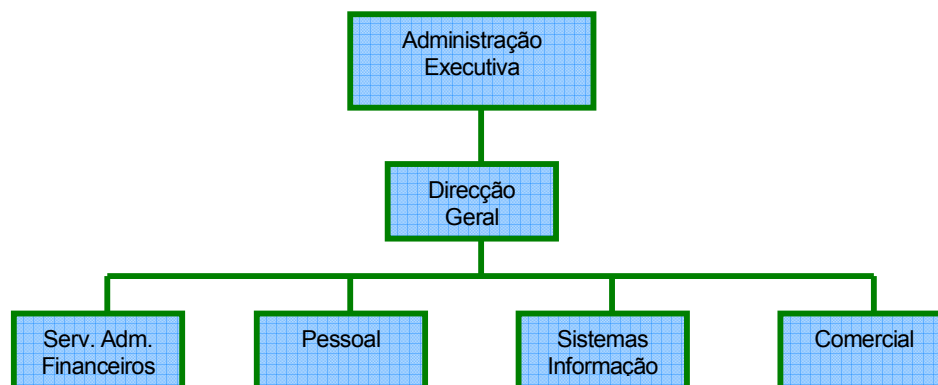 Administração
Executiva
Direcção
Geral
Serv. Adm.
Financeiros
Pessoal
Sistemas
Informação
Comercial